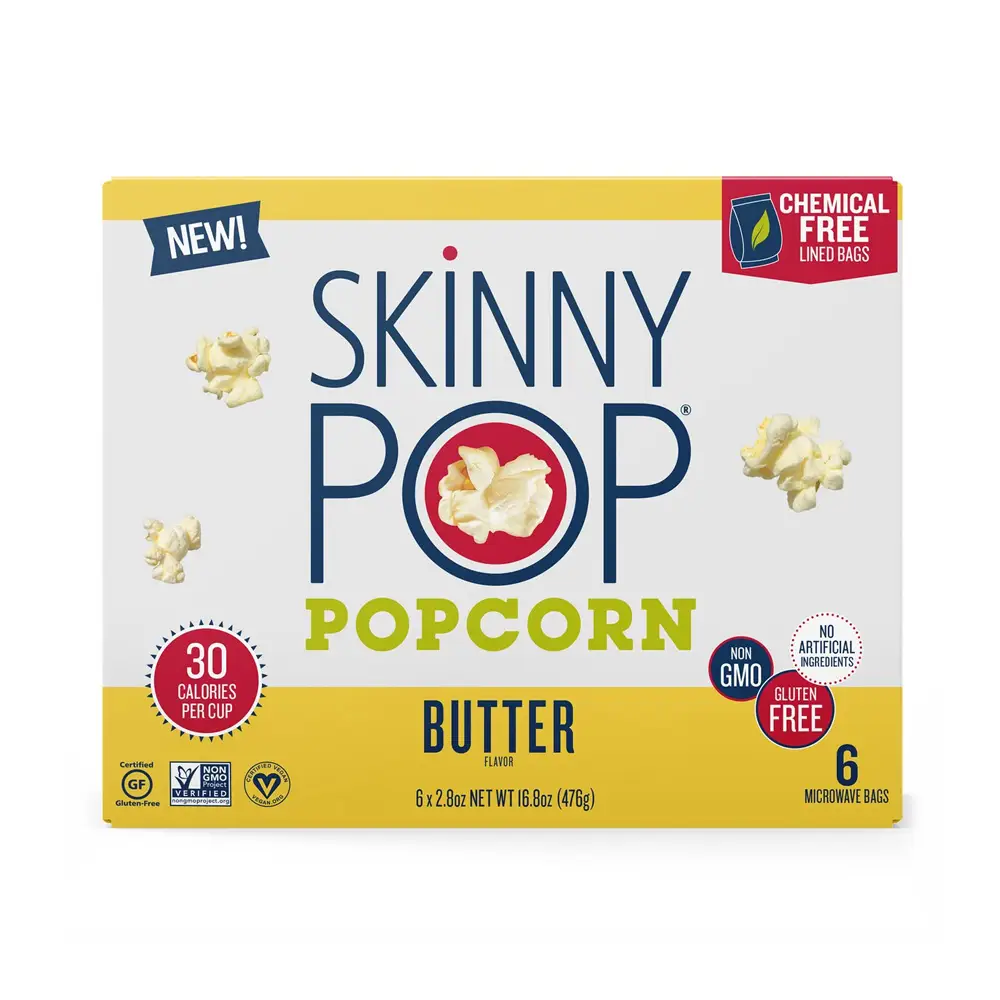 NEW!
CHEMICAL
FREE
LINED BAGS
SKiNNY
POP®
POPCORN
30
CALORIES
PER CUP
NON
GMO
NO
ARTIFICIAL
INGREDIENTS
GLUTEN
FREE
BUTTER
FLAVOR
6 x 2.8oz NET WT 16.8oz (476g)
Certified
GF
Gluten-Free
NON
GMO
Project
VERIFIED
nongmoproject.org
CERTIFIED VEGAN
V
VEGAN.ORG
6
MICROWAVE BAGS